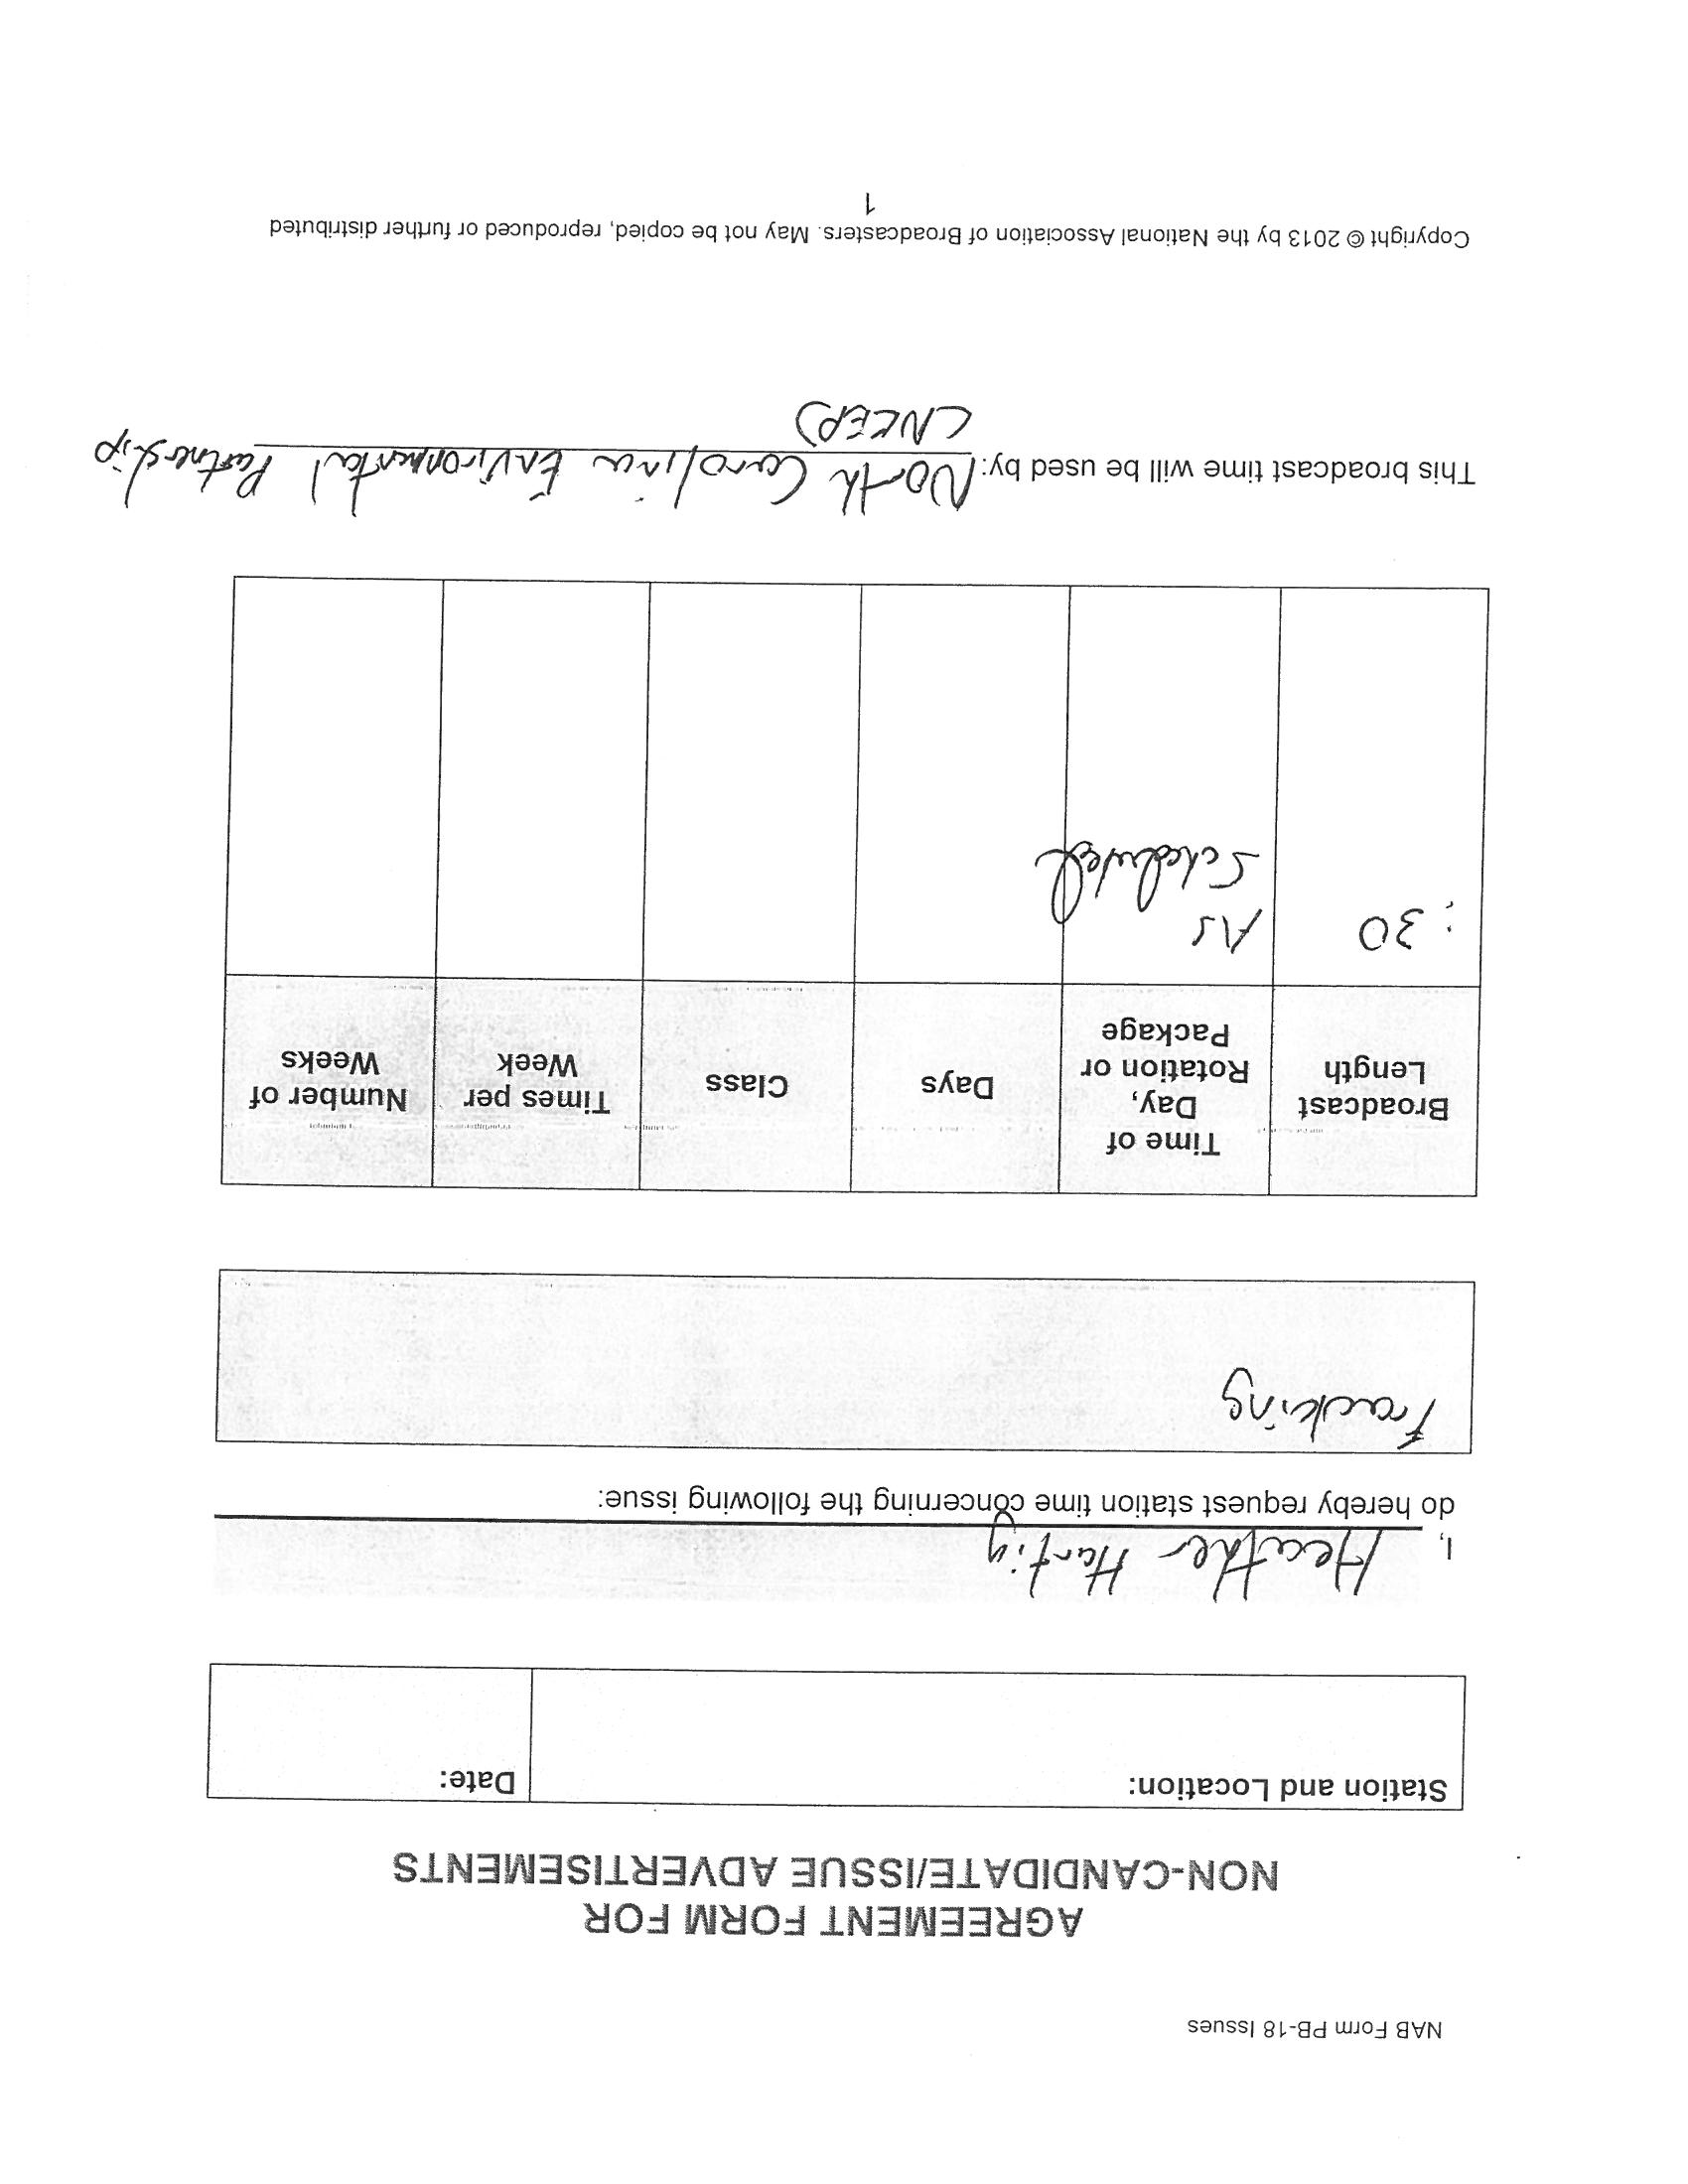 NAB Form PB-18 Issues
AGREEMENT FORM FOR
NON-CANDIDATE/ISSUE ADVERTISEMENTS
Station and Location:
Date:
I, Heather Hartig
do hereby request station time concerning the following issue:
Fracking
Broadcast
Length
Time of
Day,
Rotation or
Package
Days
Class
Times per
Week
Number of
Weeks
:30
As
Scheduled
This broadcast time will be used by: North Carolina Environmental Partnership
(NCEP)
Copyright © 2013 by the National Association of Broadcasters. May not be copied, reproduced or further distributed
1